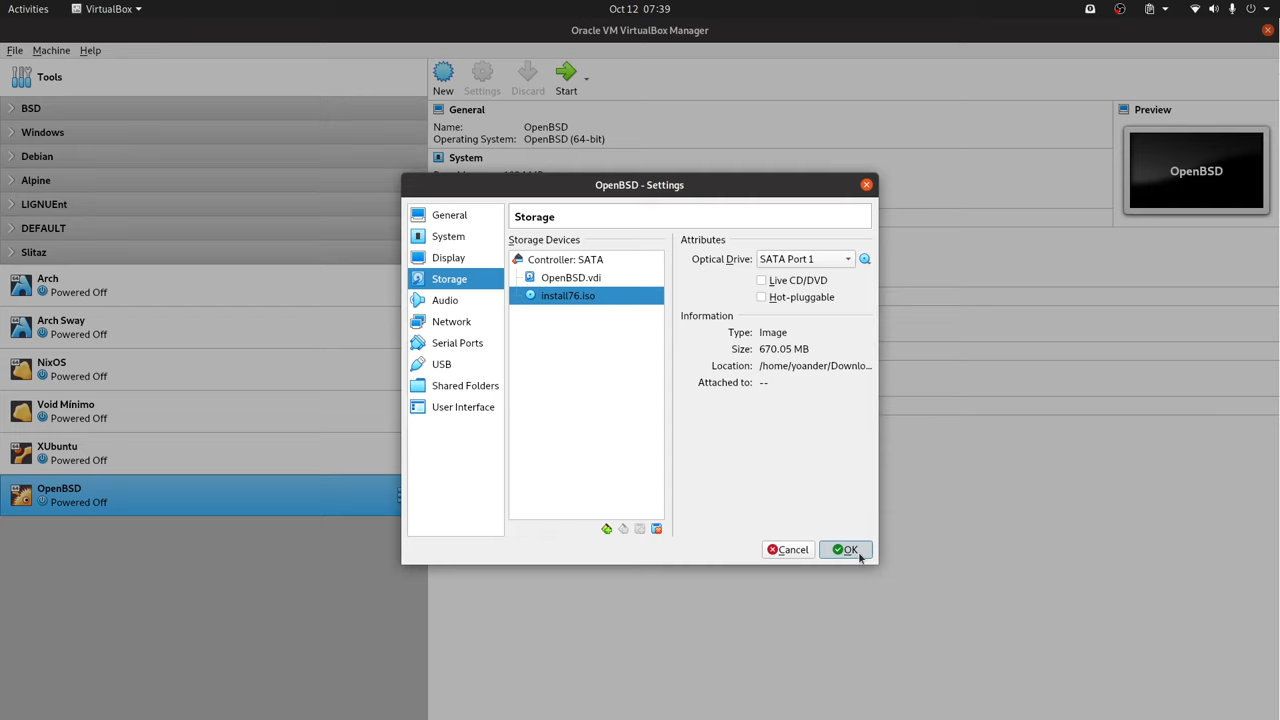 Activities VirtualBox Oct 12 07:39
Oracle VM VirtualBox Manager
File Machine Help
Tools
New Settings Discard Start
BSD
Windows
Debian
Alpine
LIGNUEnt
DEFAULT
Slitaz
Arch
Powered Off
Arch Sway
Powered Off
NixOS
Powered Off
Void Mínimo
Powered Off
XUbuntu
Powered Off
OpenBSD
Powered Off
General
Name: OpenBSD
Operating System: OpenBSD (64-bit)
System
Preview
OpenBSD
OpenBSD - Settings
General
System
Display
Storage
Audio
Network
Serial Ports
USB
Shared Folders
User Interface
Storage
Storage Devices
Controller: SATA
OpenBSD.vdi
install76.iso
Attributes
Optical Drive: SATA Port 1
Live CD/DVD
Hot-pluggable
Information
Type: Image
Size: 670.05 MB
Location: /home/yoander/Downlo...
Attached to: --
Cancel OK